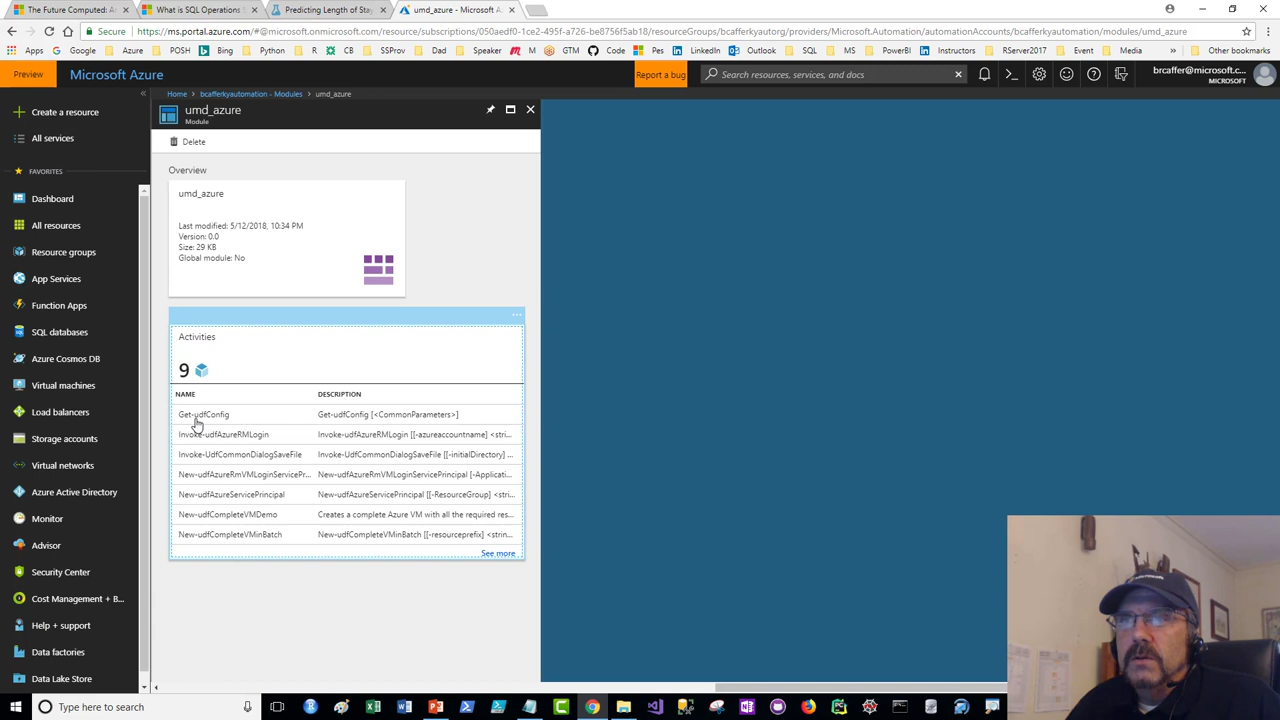 The Future Computed: A
What is SQL Operations S
Predicting Length of Stay
umd_azure - Microsoft A
Secure
https://ms.portal.azure.com/#@microsoft.onmicrosoft.com/resource/subscriptions/050aedf0-1ce2-495f-a726-be8756f5ab18/resourceGroups/bcafferkyautorg/providers/Microsoft.Automation/automationAccounts/bcafferkyautomation/modules/umd_azure
Apps
Google
Azure
POSH
Bing
Python
R
CB
SSProv
Dad
Speaker
M
GTM
Code
Pes
LinkedIn
Outlook
SQL
MS
PowerBI
Instructors
RServer2017
IT
Other bookmarks
Preview
Microsoft Azure
Report a bug
Search resources, services, and docs
brcaffer@microsoft.c...
MICROSOFT
Home
bcafferkyautomation - Modules
umd_azure
Create a resource
All services
FAVORITES
Dashboard
All resources
Resource groups
App Services
Function Apps
SQL databases
Azure Cosmos DB
Virtual machines
Load balancers
Storage accounts
Virtual networks
Azure Active Directory
Monitor
Advisor
Security Center
Cost Management + B...
Help + support
Data factories
Data Lake Store
umd_azure
Module
Delete
Overview
umd_azure
Last modified: 5/12/2018, 10:34 PM
Version: 0.0
Size: 29 KB
Global module: No
Activities
9
NAME DESCRIPTION
Get-udfConfig Get-udfConfig [<CommonParameters>]
Invoke-udfAzureRMLogin Invoke-udfAzureRMLogin [[-azureaccountname] <stri...
Invoke-UdfCommonDialogSaveFile Invoke-UdfCommonDialogSaveFile [[-initialDirectory] ...
New-udfAzureRmVMLoginServicePr... New-udfAzureRmVMLoginServicePrincipal [-Applicati...
New-udfAzureServicePrincipal New-udfAzureServicePrincipal [[-ResourceGroup] <stri...
New-udfCompleteVMDemo Creates a complete Azure VM with all the required res...
New-udfCompleteVMinBatch New-udfCompleteVMinBatch [[-resourceprefix] <strin...
See more
Type here to search